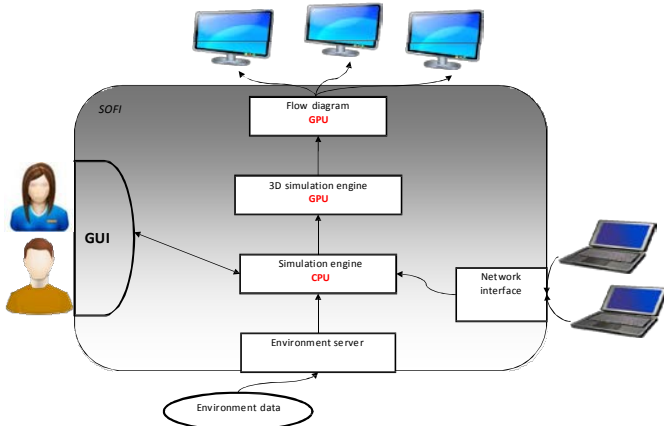 SOFI
Flow diagram
GPU
3D simulation engine
GPU
GUI
Simulation engine
CPU
Network
interface
Environment server
Environment data